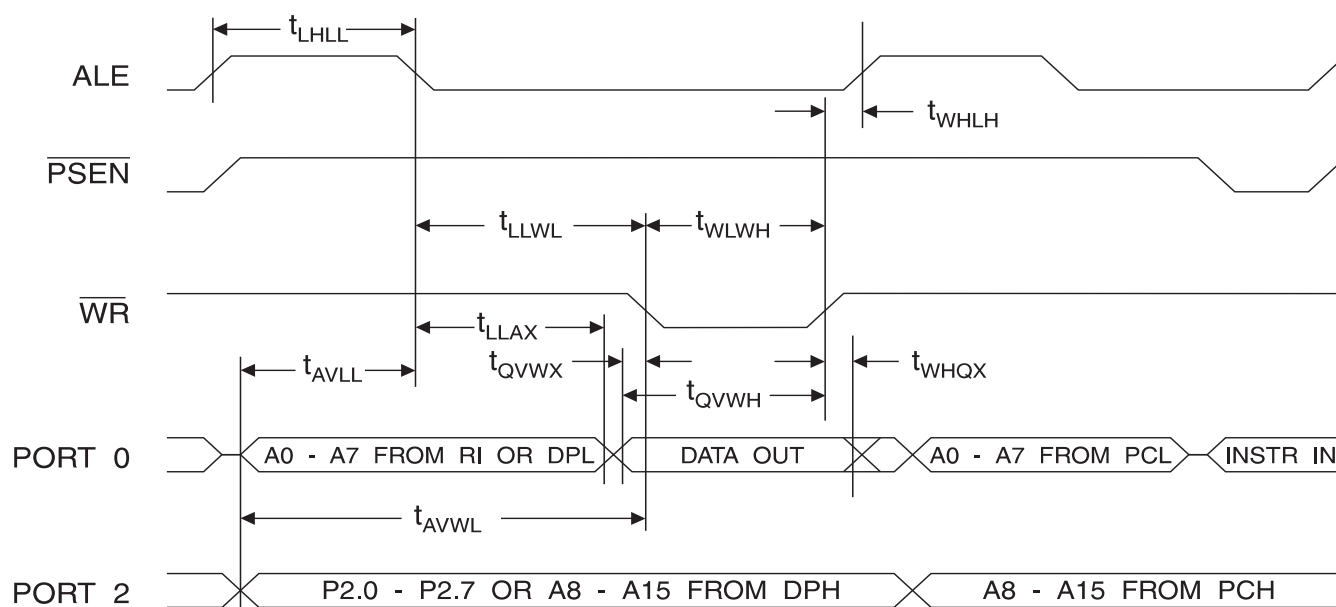 tLHLL
ALE
tWHLH
PSEN
tLLWL
tWLWH
WR
tLLAX
tAVLL
tQVWX
tWHQX
tQVWH
PORT 0
A0 - A7 FROM RI OR DPL
DATA OUT
A0 - A7 FROM PCL
INSTR IN
tAVWL
PORT 2
P2.0 - P2.7 OR A8 - A15 FROM DPH
A8 - A15 FROM PCH